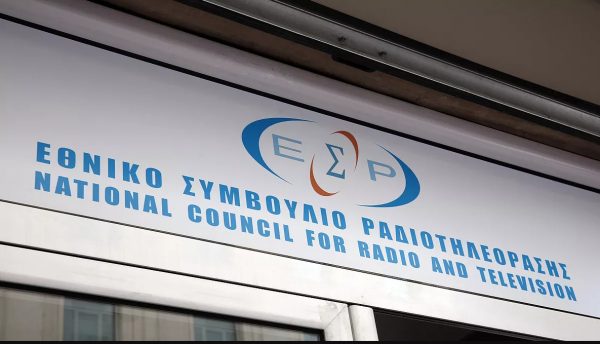 ΕΣΡ
ΕΘΝΙΚΟ ΣΥΜΒΟΥΛΙΟ ΡΑΔΙΟΤΗΛΕΟΡΑΣΗΣ
NATIONAL COUNCIL FOR RADIO AND TELEVISION